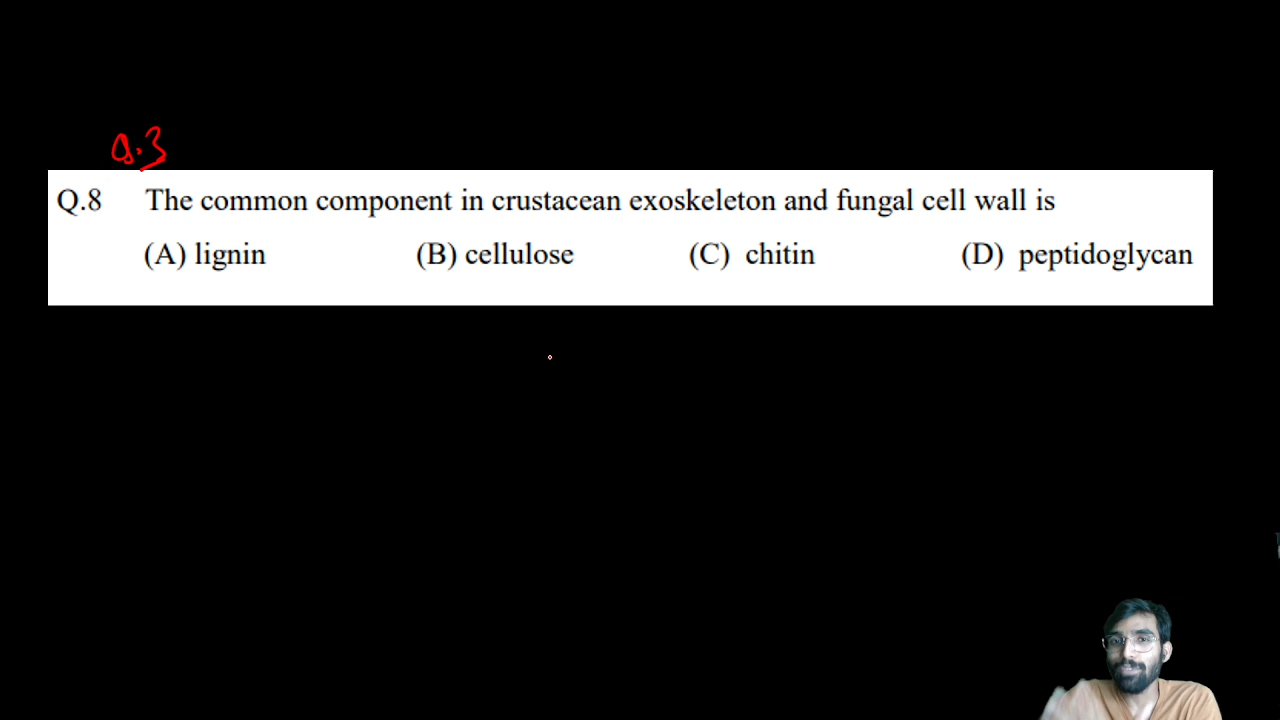 Q.3
Q.8 The common component in crustacean exoskeleton and fungal cell wall is
(A) lignin (B) cellulose (C) chitin (D) peptidoglycan